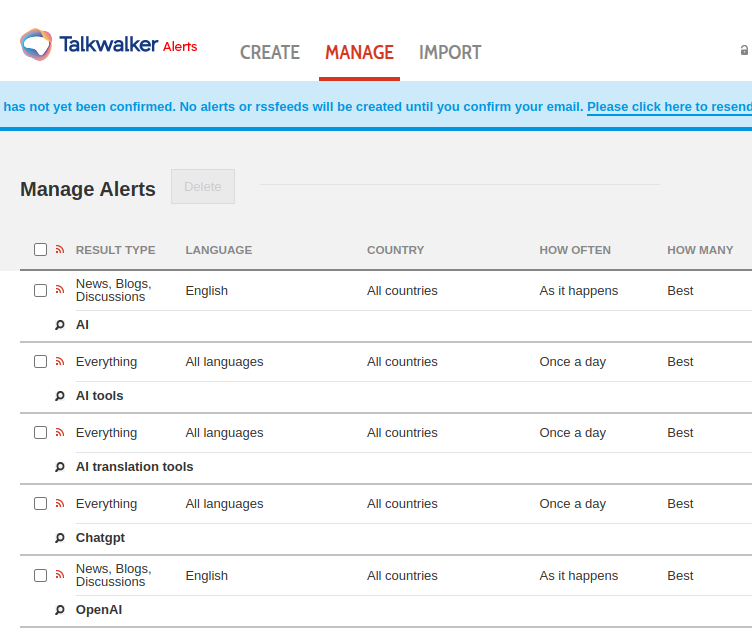 Talkwalker Alerts
CREATE MANAGE IMPORT
has not yet been confirmed. No alerts or rssfeeds will be created until you confirm your email. Please click here to resend
Manage Alerts Delete
RESULT TYPE LANGUAGE COUNTRY HOW OFTEN HOW MANY
News, Blogs,
Discussions English All countries As it happens Best
AI
Everything All languages All countries Once a day Best
AI tools
Everything All languages All countries Once a day Best
AI translation tools
Everything All languages All countries Once a day Best
Chatgpt
News, Blogs,
Discussions English All countries As it happens Best
OpenAI